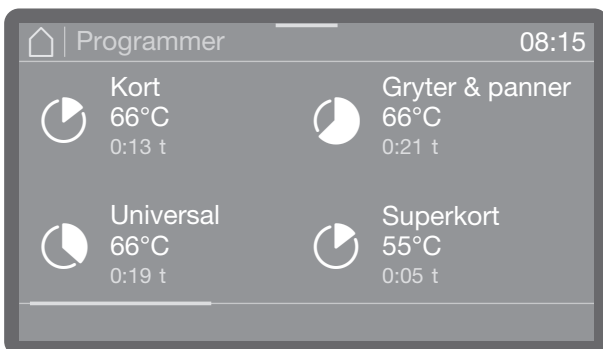 Programmer
08:15
Kort
66°C
0:13 t
Gryter & panner
66°C
0:21 t
Universal
66°C
0:19 t
Superkort
55°C
0:05 t